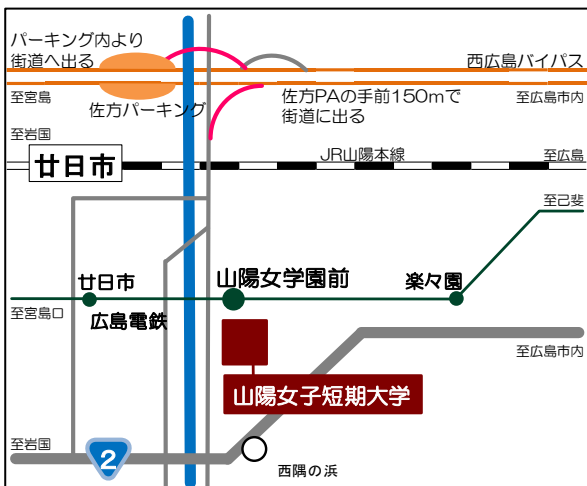 パーキング内より
街道へ出る
西広島バイパス
至宮島
佐方パーキング
佐方PAの手前150mで
街道に出る
至広島市内
至岩国
JR山陽本線
至広島
廿日市
至己斐
廿日市
山陽女学園前
楽々園
至宮島口
広島電鉄
至広島市内
山陽女子短期大学
至岩国
2
西隅の浜